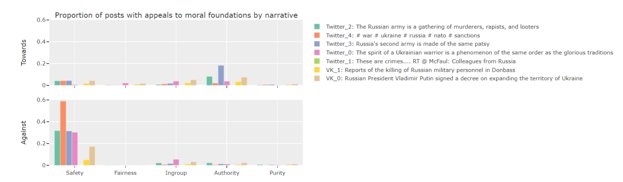 Proportion of posts with appeals to moral foundations by narrative
0.6
0.4
0.2
0
Towards
0.6
0.4
0.2
0
Against
Safety
Fairness
Ingroup
Authority
Purity
Twitter_2: The Russian army is a gathering of murderers, rapists, and looters
Twitter_4: # war # ukraine # russia # nato # sanctions
Twitter_3: Russia's second army is made of the same patsy
Twitter_0: The spirit of a Ukrainian warrior is a phenomenon of the same order as the glorious traditions
Twitter_1: These are crimes.... RT @ McFaul: Colleagues from Russia
VK_1: Reports of the killing of Russian military personnel in Donbass
VK_0: Russian President Vladimir Putin signed a decree on expanding the territory of Ukraine